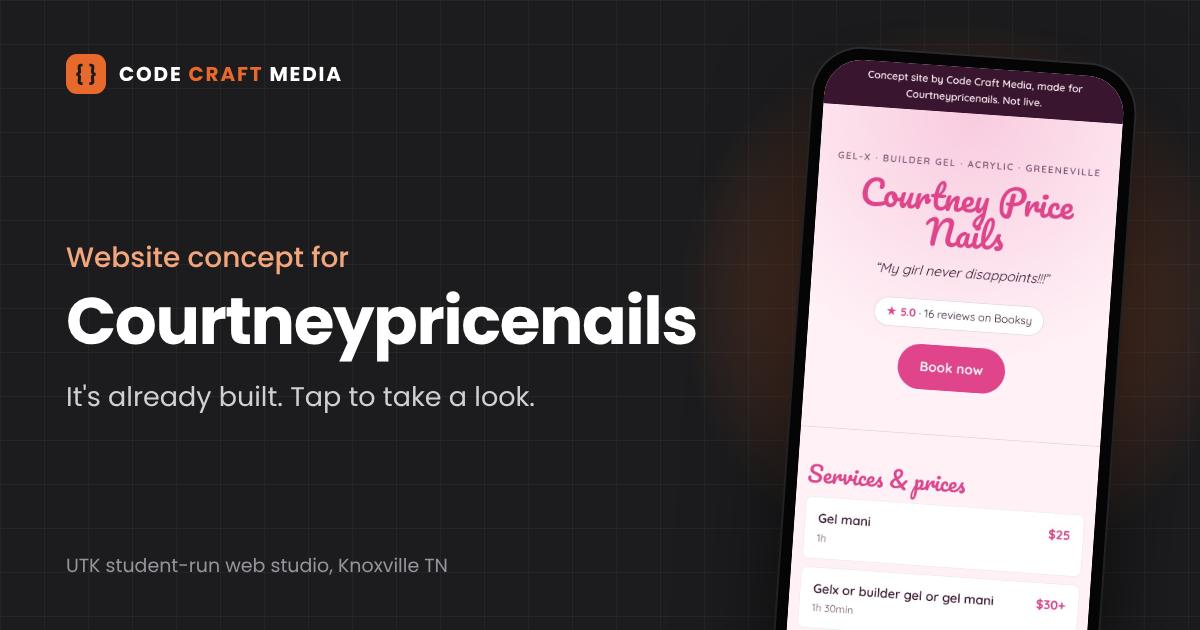 { } CODE CRAFT MEDIA
Website concept for
Courtneypricenails
It's already built. Tap to take a look.
UTK student-run web studio, Knoxville TN
Concept site by Code Craft Media, made for
Courtneypricenails. Not live.
GEL-X · BUILDER GEL · ACRYLIC · GREENEVILLE
Courtney Price
Nails
“My girl never disappoints!!!”
★ 5.0 · 16 reviews on Booksy
Book now
Services & prices
Gel mani $25
1h
Gelx or builder gel or gel mani $30+
1h 30min